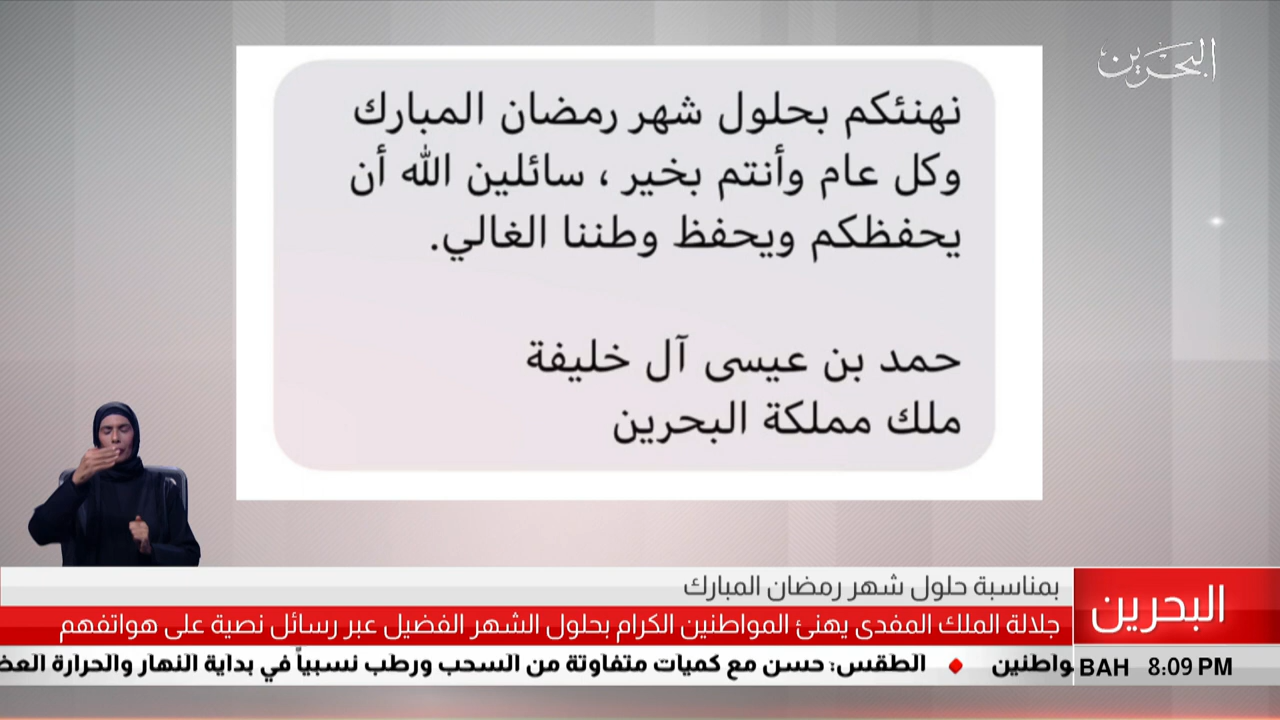 البحرين
نهنئكم بحلول شهر رمضان المبارك
وكل عام وأنتم بخير ، سائلين الله أن
يحفظكم ويحفظ وطننا الغالي.
حمد بن عيسى آل خليفة
ملك مملكة البحرين
بمناسبة حلول شهر رمضان المبارك
البحرين
جلالة الملك المفدى يهنئ المواطنين الكرام بحلول الشهر الفضيل عبر رسائل نصية على هواتفهم
BAH 8:09 PM
الطقس: حسن مع كميات متفاوتة من السحب ورطب نسبياً في بداية النهار والحرارة